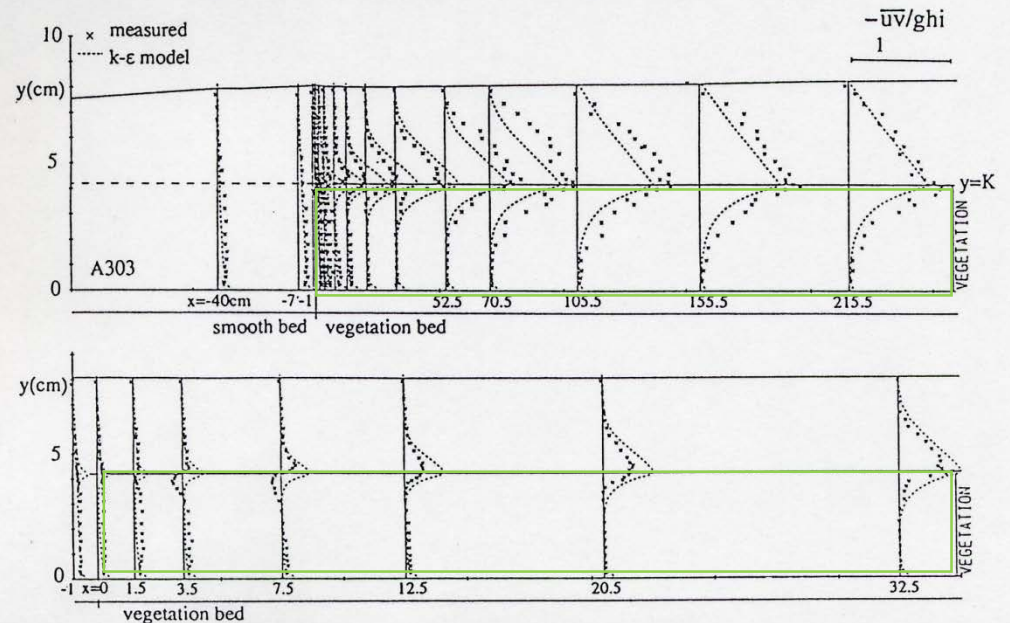 10
× measured
k-ε model
-u̅v̅/ghi
1
y(cm)
5
y=K
VEGETATION
A303
0
x=-40cm -7 -1 52.5 70.5 105.5 155.5 215.5
smooth bed vegetation bed
y(cm)
5
VEGETATION
0
-1 x=0 1.5 3.5 7.5 12.5 20.5 32.5
vegetation bed